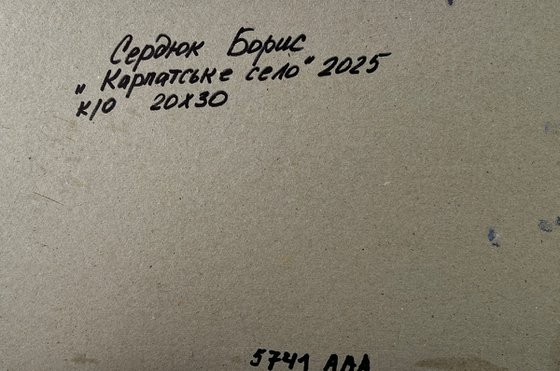 Сердюк Борис
„Карпатське село" 2025
к/о 20х30
5741 ААА